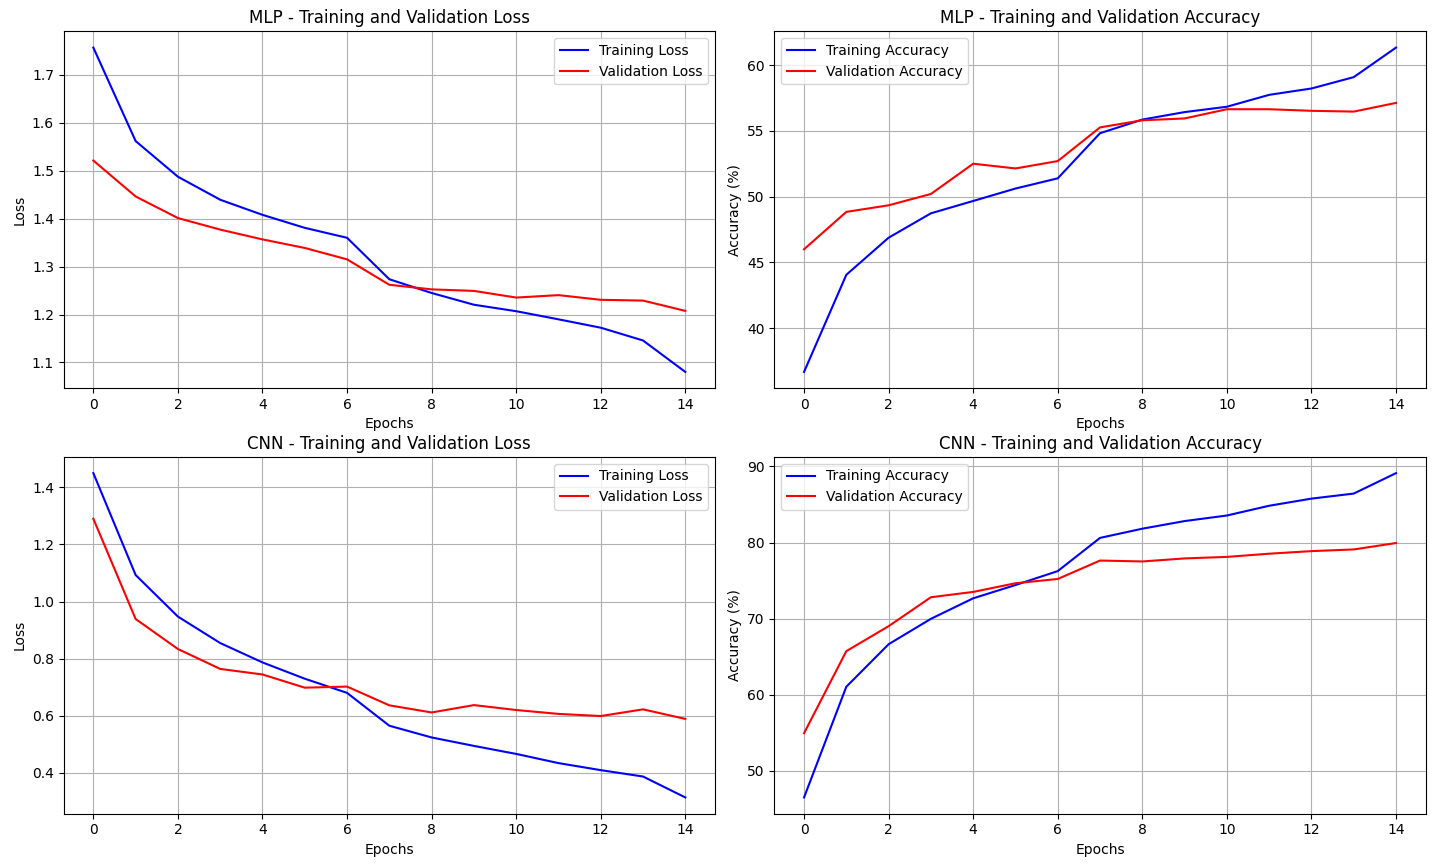 MLP - Training and Validation Loss
Training Loss
Validation Loss
1.7
1.6
1.5
1.4
1.3
1.2
1.1
Loss
0 2 4 6 8 10 12 14
Epochs
MLP - Training and Validation Accuracy
Training Accuracy
Validation Accuracy
60
55
50
45
40
Accuracy (%)
0 2 4 6 8 10 12 14
Epochs
CNN - Training and Validation Loss
Training Loss
Validation Loss
1.4
1.2
1.0
0.8
0.6
0.4
Loss
0 2 4 6 8 10 12 14
Epochs
CNN - Training and Validation Accuracy
Training Accuracy
Validation Accuracy
90
80
70
60
50
Accuracy (%)
0 2 4 6 8 10 12 14
Epochs